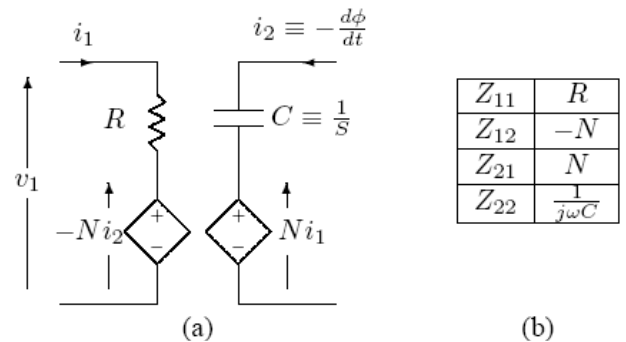 i₁
i₂ ≡ −dϕ/dt
R
C ≡ 1/S
v₁
−Ni₂
+
−
+
−
Ni₁
(a)
Z₁₁ R
Z₁₂ −N
Z₂₁ N
Z₂₂ 1/jωC
(b)